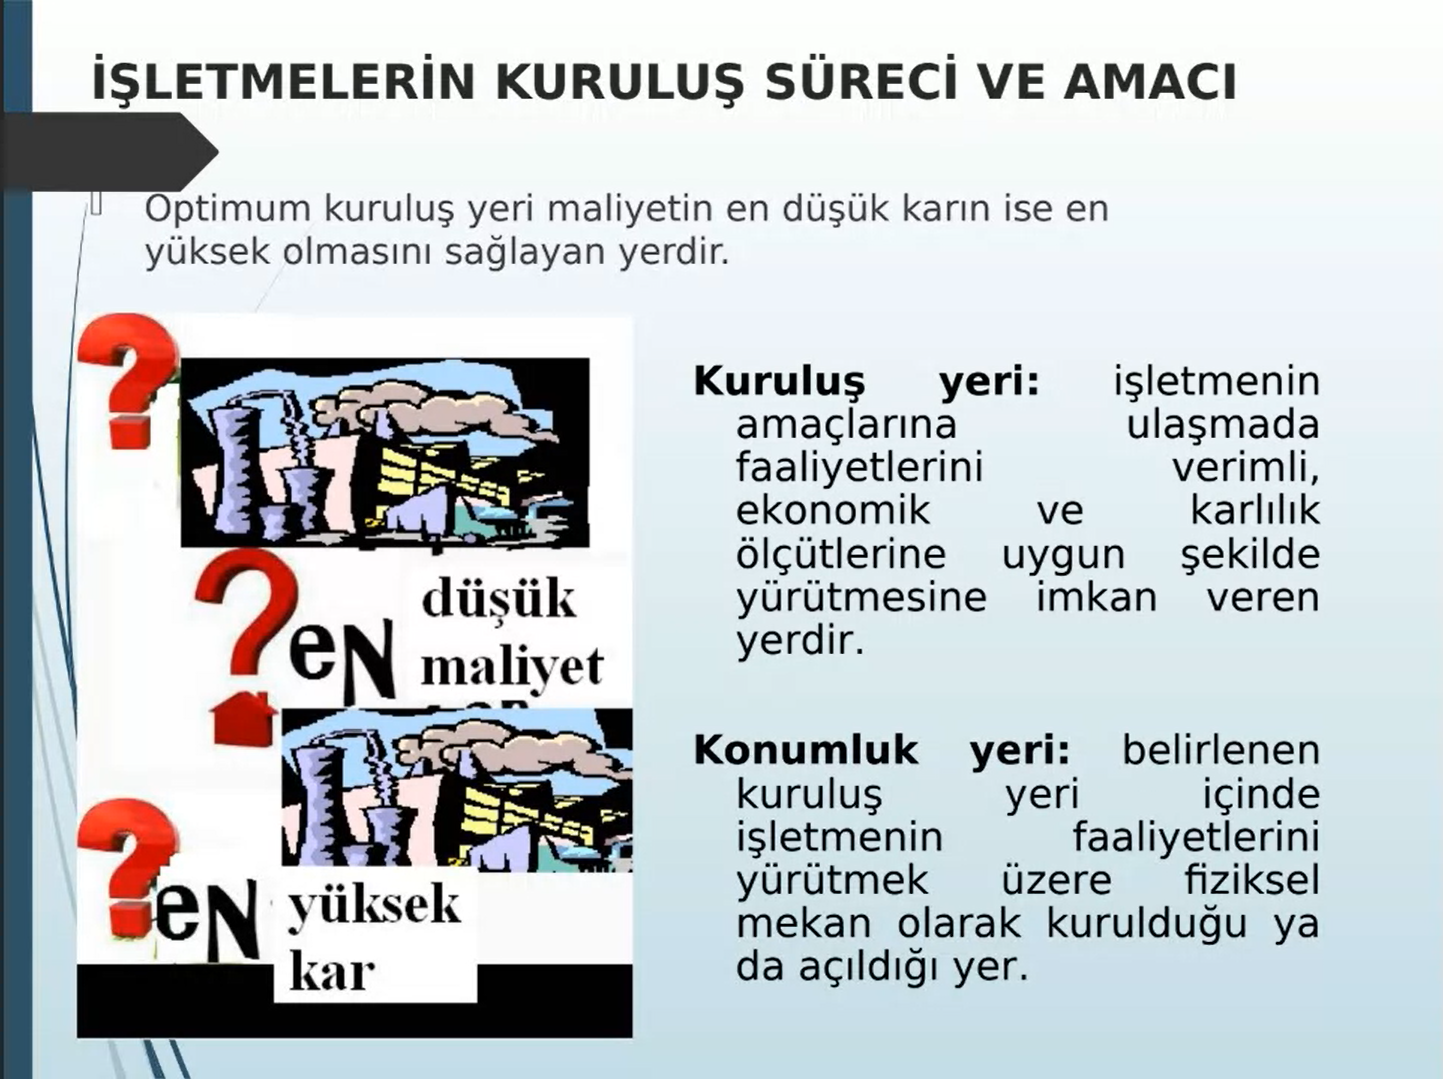 İŞLETMELERİN KURULUŞ SÜRECİ VE AMACI
Optimum kuruluş yeri maliyetin en düşük karın ise en
yüksek olmasını sağlayan yerdir.
eN düşük
maliyet
eN yüksek
kar
Kuruluş yeri: işletmenin
amaçlarına ulaşmada
faaliyetlerini verimli,
ekonomik ve karlılık
ölçütlerine uygun şekilde
yürütmesine imkan veren
yerdir.
Konumluk yeri: belirlenen
kuruluş yeri içinde
işletmenin faaliyetlerini
yürütmek üzere fiziksel
mekan olarak kurulduğu ya
da açıldığı yer.